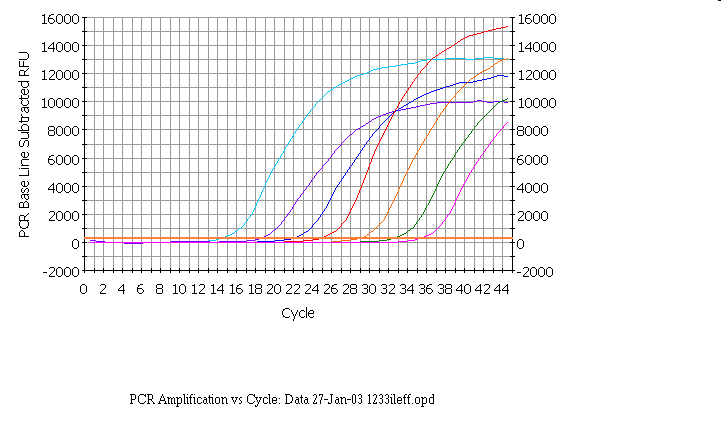 16000 16000
14000 14000
12000 12000
10000 10000
8000 8000
6000 6000
4000 4000
2000 2000
0 0
-2000 -2000
PCR Base Line Subtracted RFU
0 2 4 6 8 10 12 14 16 18 20 22 24 26 28 30 32 34 36 38 40 42 44
Cycle
PCR Amplification vs Cycle: Data 27-Jan-03 1233ileff.opd